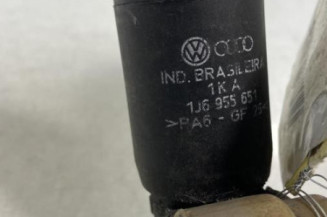 IND. BRASILEIRA
1K A
1J6 955 651
>PA6 - GF